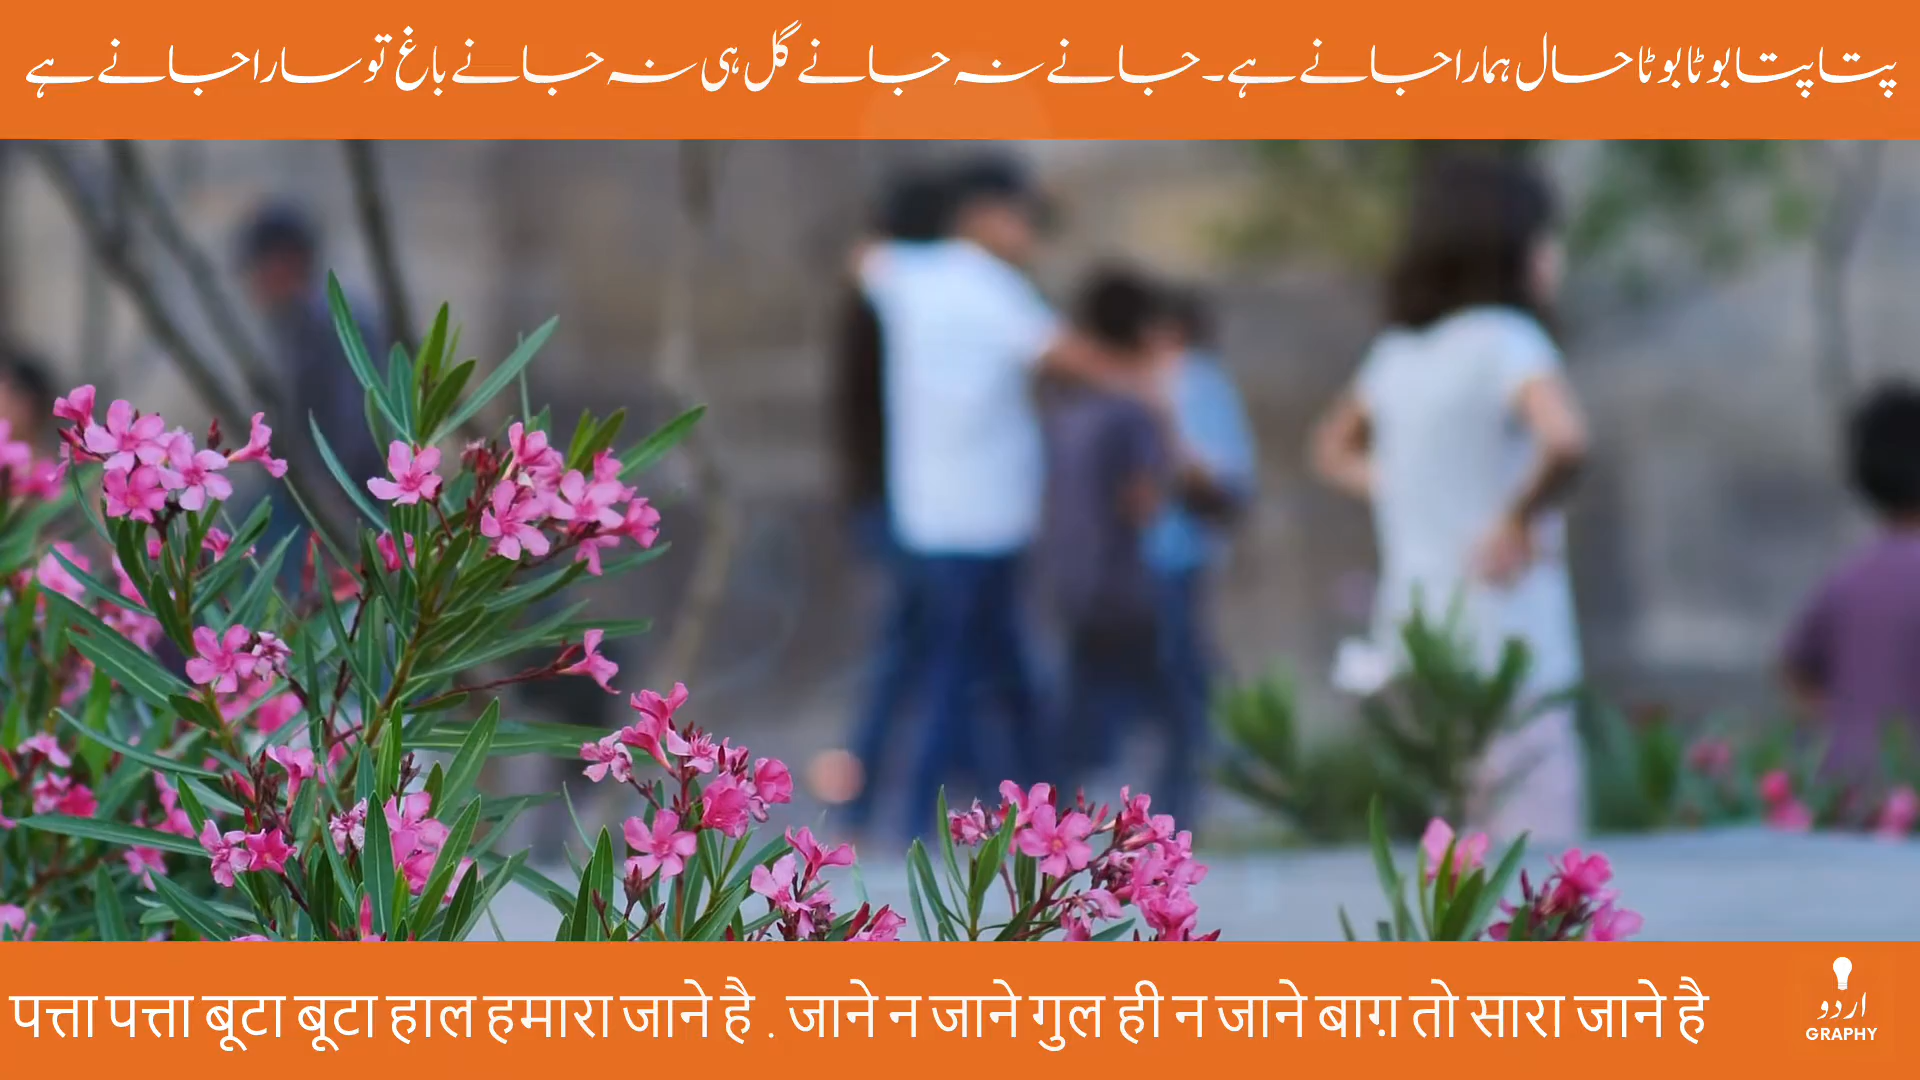 پتا پتا بوٹا بوٹا حال ہمارا جانے ہے۔ جانے نہ جانے گل ہی نہ جانے باغ تو سارا جانے ہے
पत्ता पत्ता बूटा बूटा हाल हमारा जाने है . जाने न जाने गुल ही न जाने बाग़ तो सारा जाने है
اردو
GRAPHY